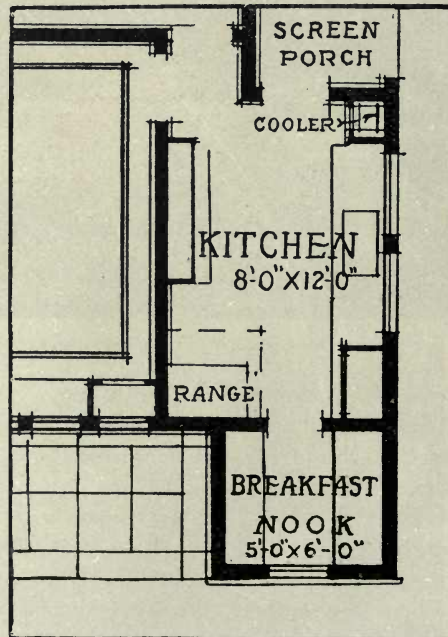 SCREEN
PORCH
COOLER
KITCHEN
8'-0"X12'-0"
RANGE
BREAKFAST
NOOK
5'-0"X6'-0"